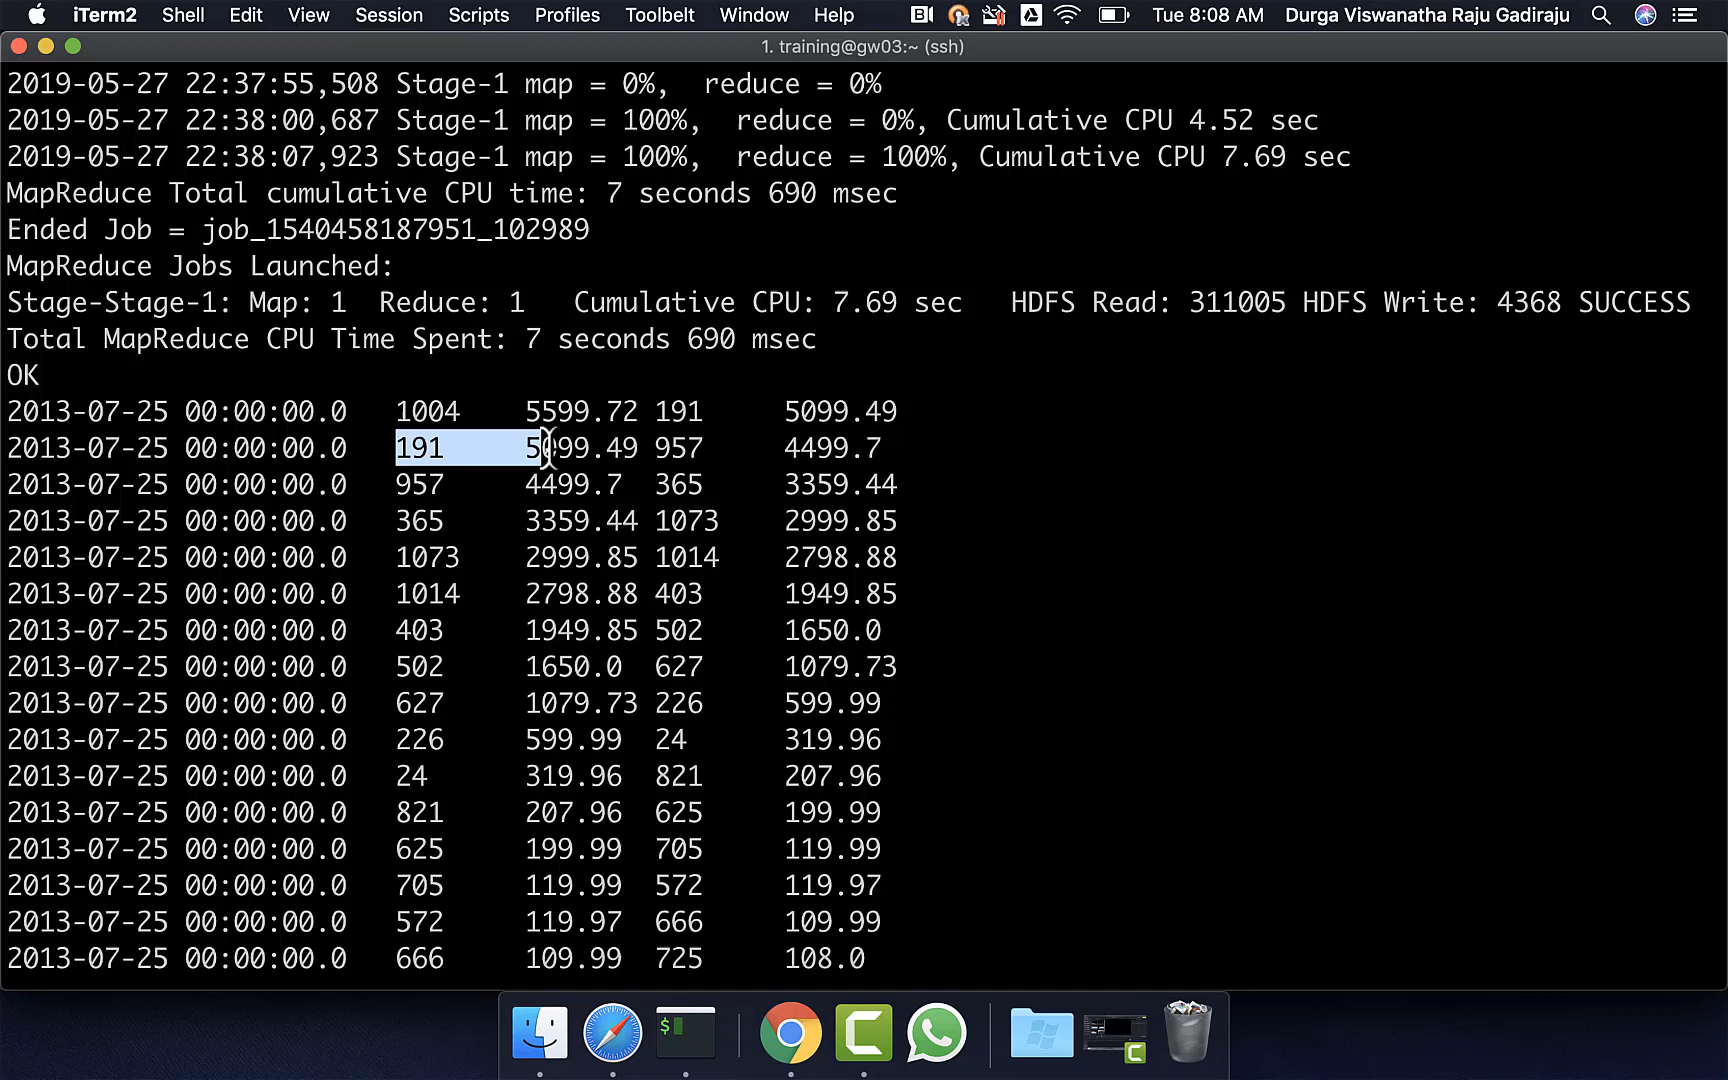 iTerm2 Shell Edit View Session Scripts Profiles Toolbelt Window Help Tue 8:08 AM Durga Viswanatha Raju Gadiraju
1. training@gw03:~ (ssh)
2019-05-27 22:37:55,508 Stage-1 map = 0%, reduce = 0%
2019-05-27 22:38:00,687 Stage-1 map = 100%, reduce = 0%, Cumulative CPU 4.52 sec
2019-05-27 22:38:07,923 Stage-1 map = 100%, reduce = 100%, Cumulative CPU 7.69 sec
MapReduce Total cumulative CPU time: 7 seconds 690 msec
Ended Job = job_1540458187951_102989
MapReduce Jobs Launched:
Stage-Stage-1: Map: 1 Reduce: 1 Cumulative CPU: 7.69 sec HDFS Read: 311005 HDFS Write: 4368 SUCCESS
Total MapReduce CPU Time Spent: 7 seconds 690 msec
OK
2013-07-25 00:00:00.0 1004 5599.72 191 5099.49
2013-07-25 00:00:00.0 191 5099.49 957 4499.7
2013-07-25 00:00:00.0 957 4499.7 365 3359.44
2013-07-25 00:00:00.0 365 3359.44 1073 2999.85
2013-07-25 00:00:00.0 1073 2999.85 1014 2798.88
2013-07-25 00:00:00.0 1014 2798.88 403 1949.85
2013-07-25 00:00:00.0 403 1949.85 502 1650.0
2013-07-25 00:00:00.0 502 1650.0 627 1079.73
2013-07-25 00:00:00.0 627 1079.73 226 599.99
2013-07-25 00:00:00.0 226 599.99 24 319.96
2013-07-25 00:00:00.0 24 319.96 821 207.96
2013-07-25 00:00:00.0 821 207.96 625 199.99
2013-07-25 00:00:00.0 625 199.99 705 119.99
2013-07-25 00:00:00.0 705 119.99 572 119.97
2013-07-25 00:00:00.0 572 119.97 666 109.99
2013-07-25 00:00:00.0 666 109.99 725 108.0